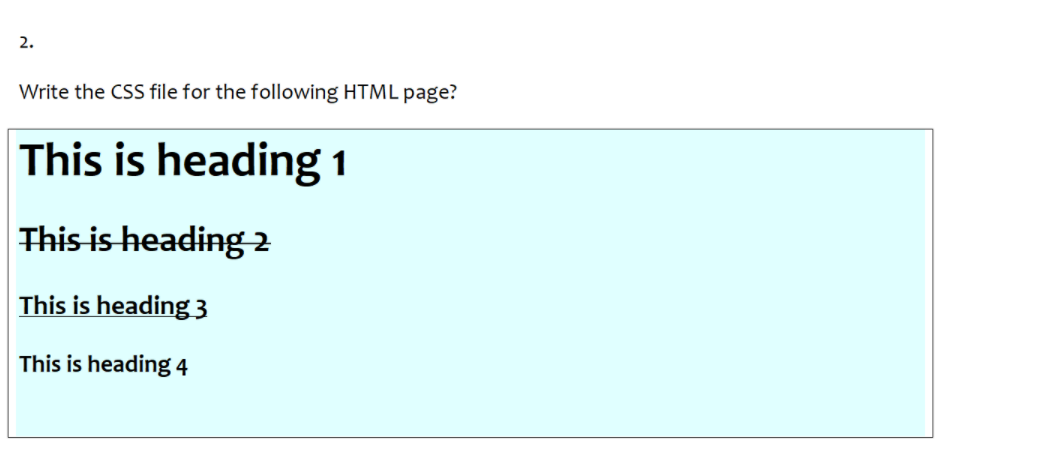 2.
Write the CSS file for the following HTML page?
This is heading 1
This is heading 2
This is heading 3
This is heading 4